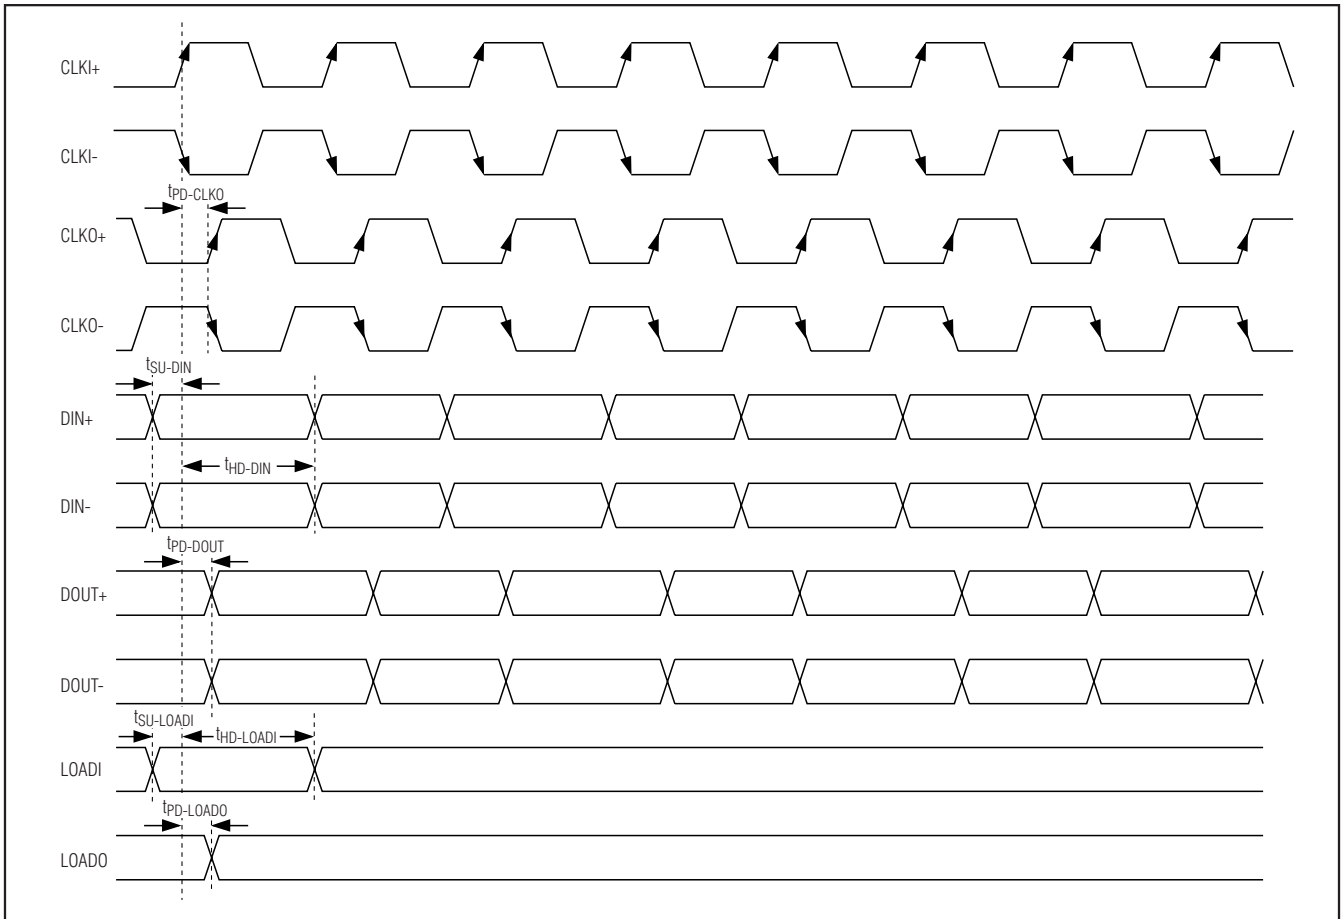 CLKI+
CLKI-
tPD-CLKO
CLKO+
CLKO-
tSU-DIN
DIN+
tHD-DIN
DIN-
tPD-DOUT
DOUT+
DOUT-
tSU-LOADI
tHD-LOADI
LOADI
tPD-LOADO
LOADO